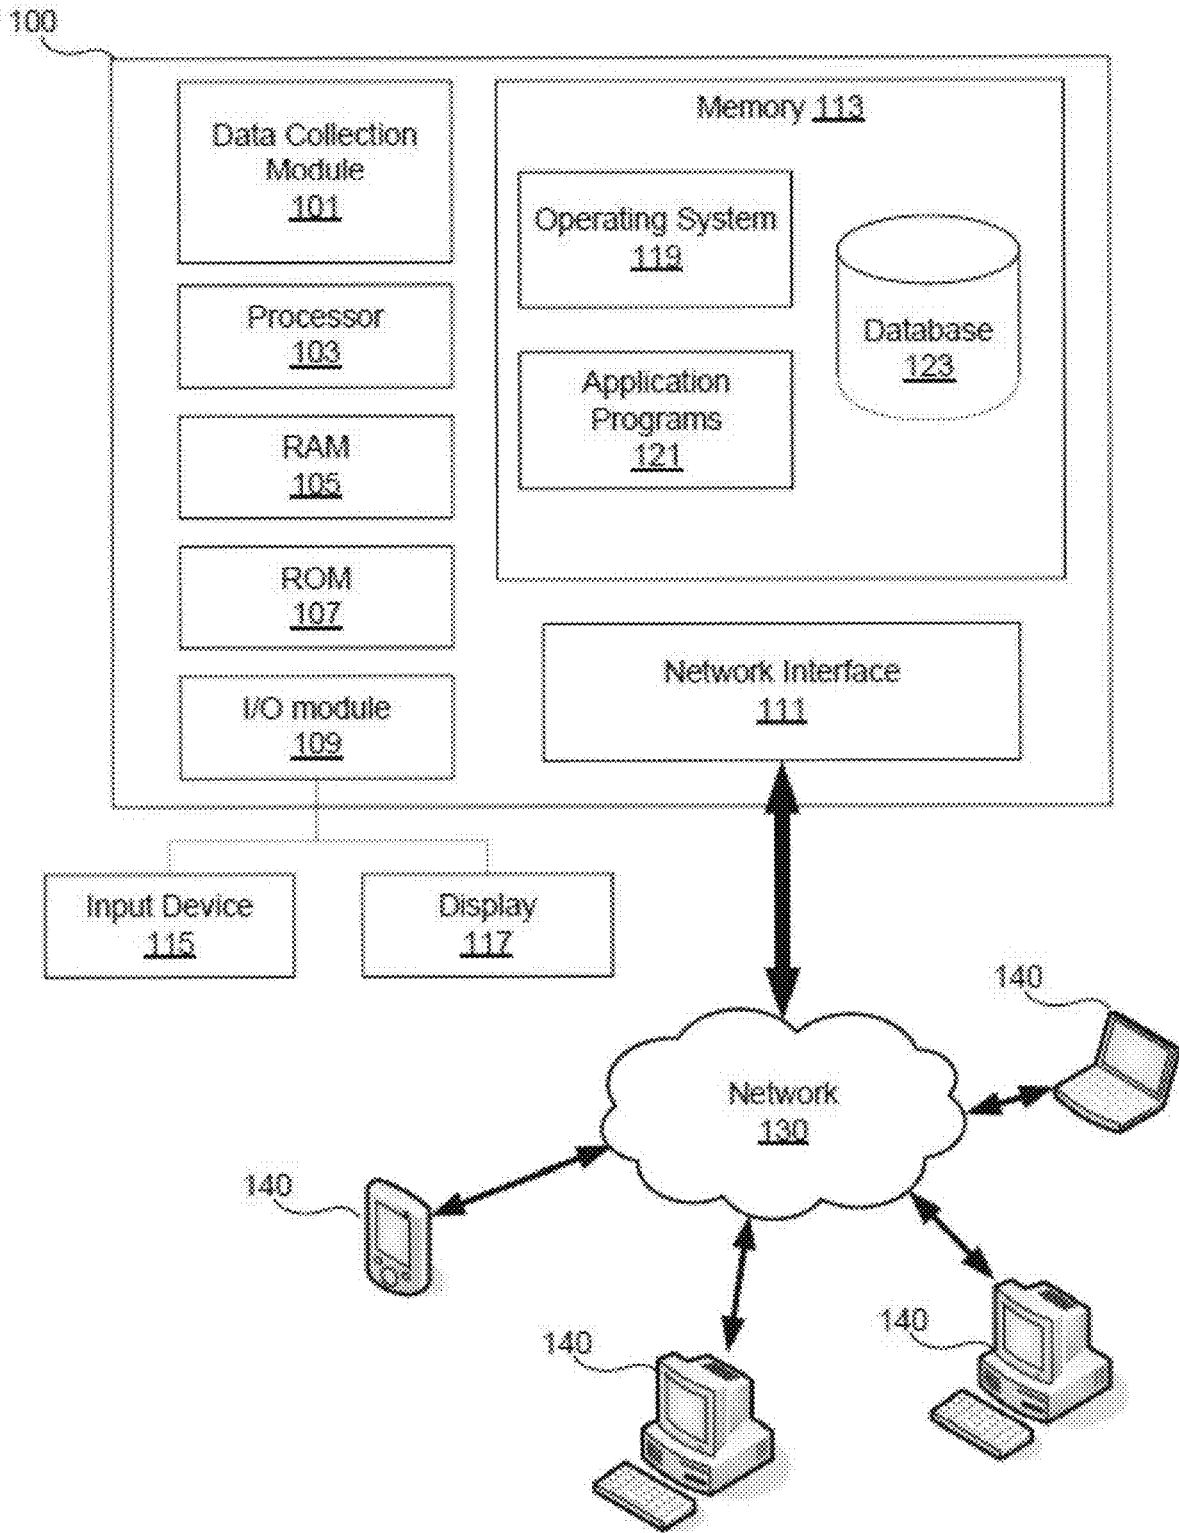 100
Data Collection
Module
101
Processor
103
RAM
105
ROM
107
I/O module
109
Memory 113
Operating System
119
Application
Programs
121
Database
123
Network Interface
111
Input Device
115
Display
117
Network
130
140
140
140
140